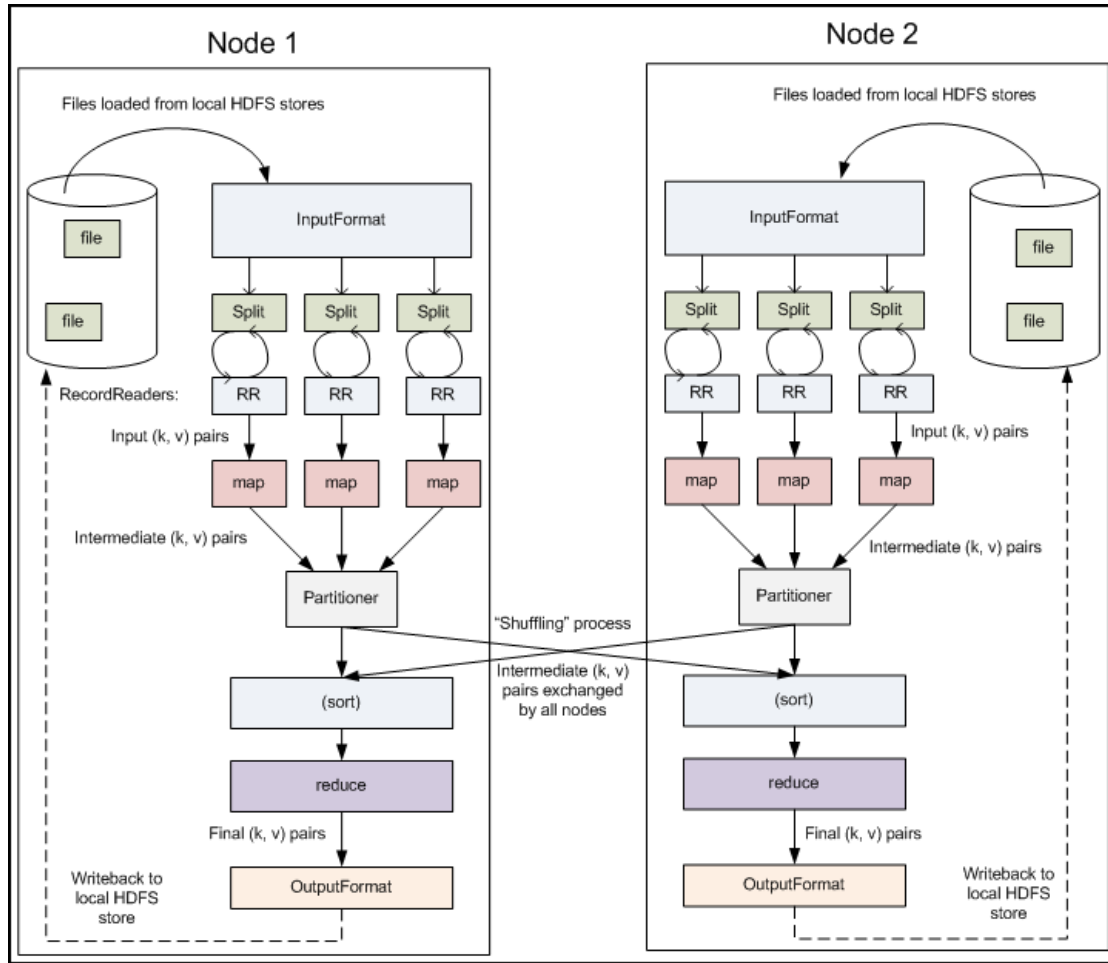 Node 1
Files loaded from local HDFS stores
InputFormat
file
file
Split
Split
Split
RecordReaders:
RR
RR
RR
Input (k, v) pairs
map
map
map
Intermediate (k, v) pairs
Partitioner
(sort)
reduce
Final (k, v) pairs
OutputFormat
Writeback to
local HDFS
store
"Shuffling" process
Intermediate (k, v)
pairs exchanged
by all nodes
Node 2
Files loaded from local HDFS stores
InputFormat
file
file
Split
Split
Split
RR
RR
RR
Input (k, v) pairs
map
map
map
Intermediate (k, v) pairs
Partitioner
(sort)
reduce
Final (k, v) pairs
OutputFormat
Writeback to
local HDFS
store